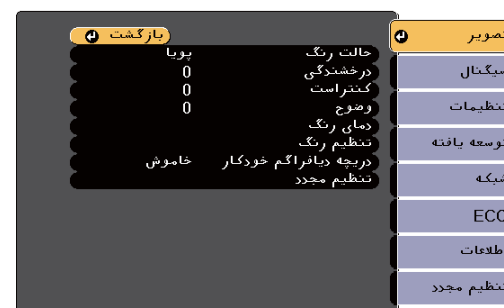 بازگشت
حالت رنگ پویا
درخشندگی 0
کنتراست 0
وضوح 0
دمای رنگ
تنظیم رنگ
دریچه دیافراگم خودکار خاموش
تنظیم مجدد
تصویر
سیگنال
تنظیمات
توسعه یافته
شبکه
ECO
اطلاعات
تنظیم مجدد